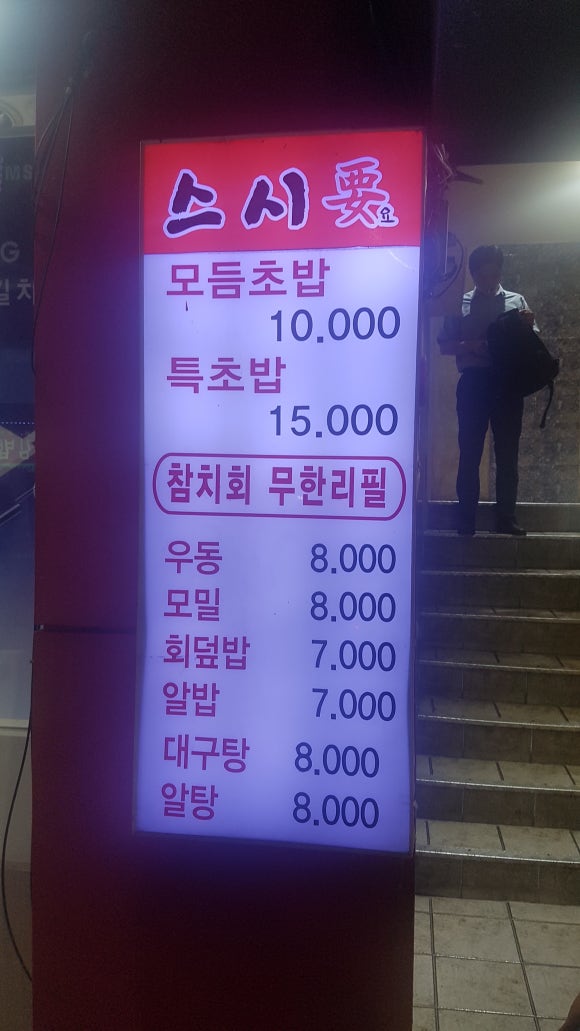 스시 要요
모듬초밥
10.000
특초밥
15.000
참치회 무한리필
우동 8.000
모밀 8.000
회덮밥 7.000
알밥 7.000
대구탕 8.000
알탕 8.000